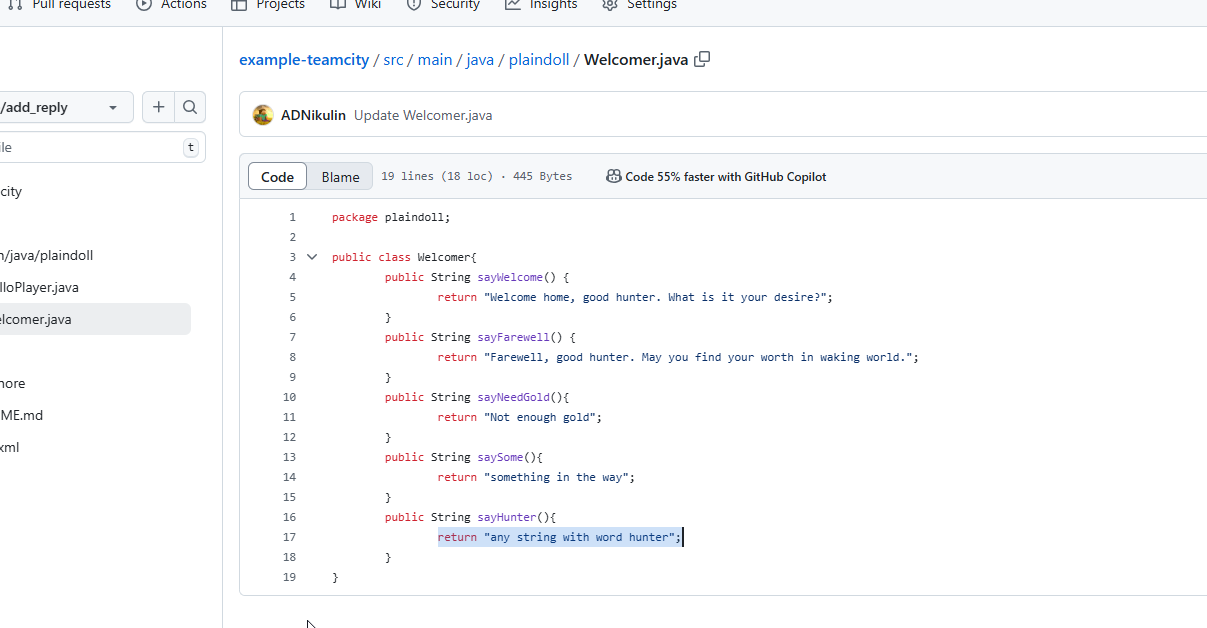 Pull requests Actions Projects Wiki Security Insights Settings
example-teamcity / src / main / java / plaindoll / Welcomer.java
/add_reply
ADNikulin Update Welcomer.java
ile t
Code Blame 19 lines (18 loc) · 445 Bytes Code 55% faster with GitHub Copilot
city
n/java/plaindoll
lloPlayer.java
elcomer.java
nore
ME.md
xml
1 package plaindoll;
2
3 public class Welcomer{
4 public String sayWelcome() {
5 return "Welcome home, good hunter. What is it your desire?";
6 }
7 public String sayFarewell() {
8 return "Farewell, good hunter. May you find your worth in waking world.";
9 }
10 public String sayNeedGold(){
11 return "Not enough gold";
12 }
13 public String saySome(){
14 return "something in the way";
15 }
16 public String sayHunter(){
17 return "any string with word hunter";
18 }
19 }